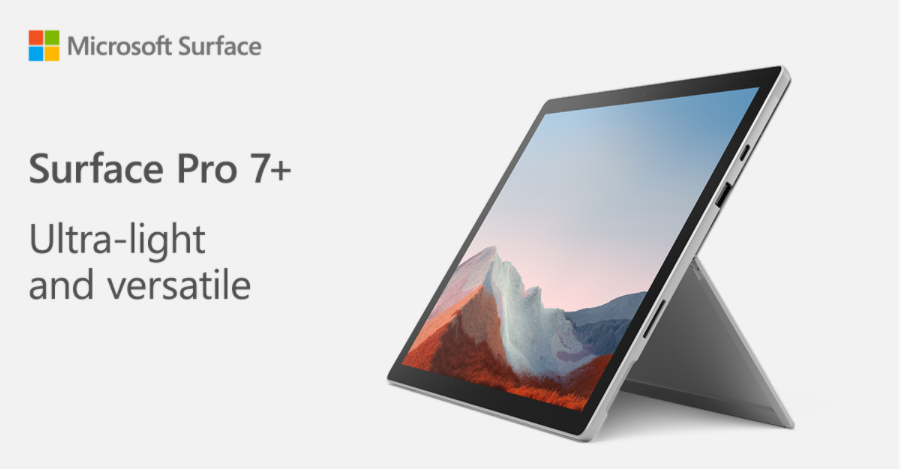 Microsoft Surface
Surface Pro 7+
Ultra-light
and versatile